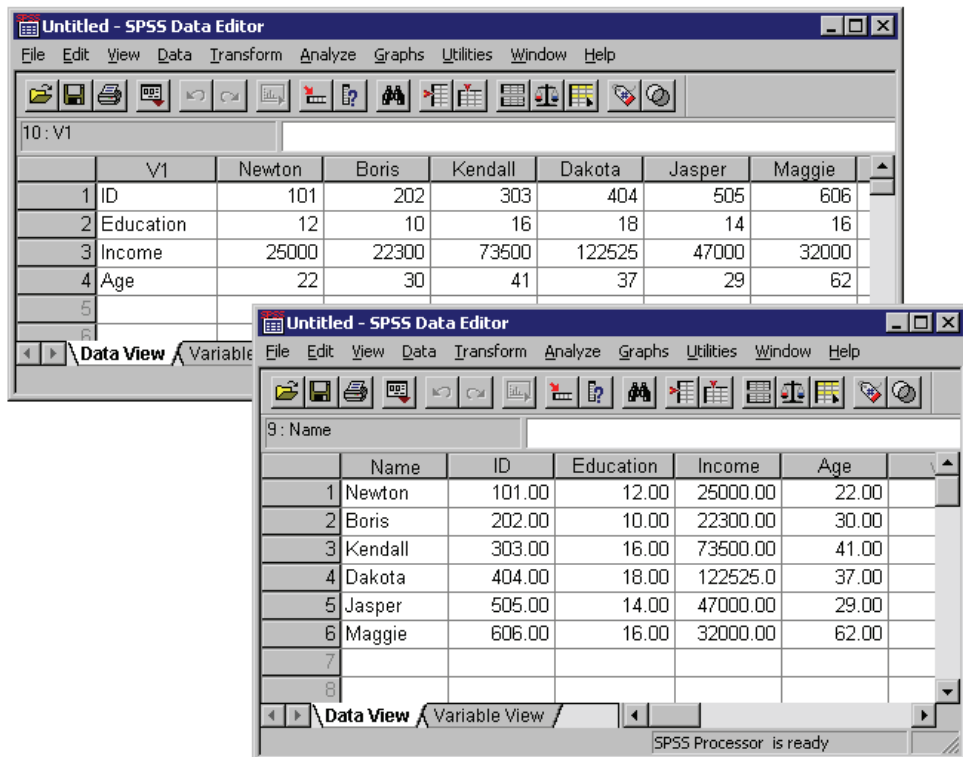 SPSS Untitled - SPSS Data Editor
File Edit View Data Transform Analyze Graphs Utilities Window Help
10 : V1
V1 Newton Boris Kendall Dakota Jasper Maggie
1 ID 101 202 303 404 505 606
2 Education 12 10 16 18 14 16
3 Income 25000 22300 73500 122525 47000 32000
4 Age 22 30 41 37 29 62
5
6
Data View Variable
SPSS Untitled - SPSS Data Editor
File Edit View Data Transform Analyze Graphs Utilities Window Help
9 : Name
Name ID Education Income Age
1 Newton 101.00 12.00 25000.00 22.00
2 Boris 202.00 10.00 22300.00 30.00
3 Kendall 303.00 16.00 73500.00 41.00
4 Dakota 404.00 18.00 122525.0 37.00
5 Jasper 505.00 14.00 47000.00 29.00
6 Maggie 606.00 16.00 32000.00 62.00
7
8
Data View Variable View
SPSS Processor is ready